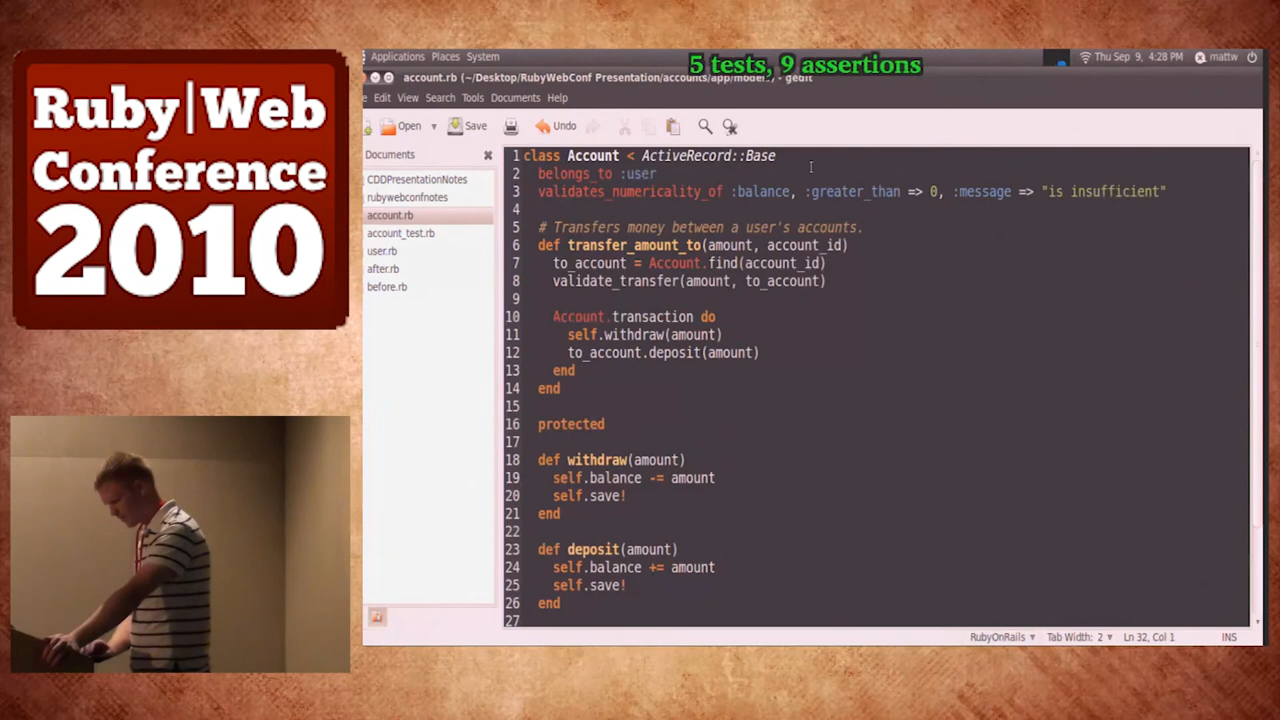 Ruby|Web
Conference
2010
Applications Places System
5 tests, 9 assertions
Thu Sep 9, 4:28 PM
mattw
account.rb (~/Desktop/RubyWebConf Presentation/accounts/app/models) - gedit
Edit View Search Tools Documents Help
Open Save Undo
Documents
CDDPresentationNotes
rubywebconfnotes
account.rb
account_test.rb
user.rb
after.rb
before.rb
1 class Account < ActiveRecord::Base
2 belongs_to :user
3 validates_numericality_of :balance, :greater_than => 0, :message => "is insufficient"
4
5 # Transfers money between a user's accounts.
6 def transfer_amount_to(amount, account_id)
7 to_account = Account.find(account_id)
8 validate_transfer(amount, to_account)
9
10 Account.transaction do
11 self.withdraw(amount)
12 to_account.deposit(amount)
13 end
14 end
15
16 protected
17
18 def withdraw(amount)
19 self.balance -= amount
20 self.save!
21 end
22
23 def deposit(amount)
24 self.balance += amount
25 self.save!
26 end
27
RubyOnRails Tab Width: 2 Ln 32, Col 1 INS